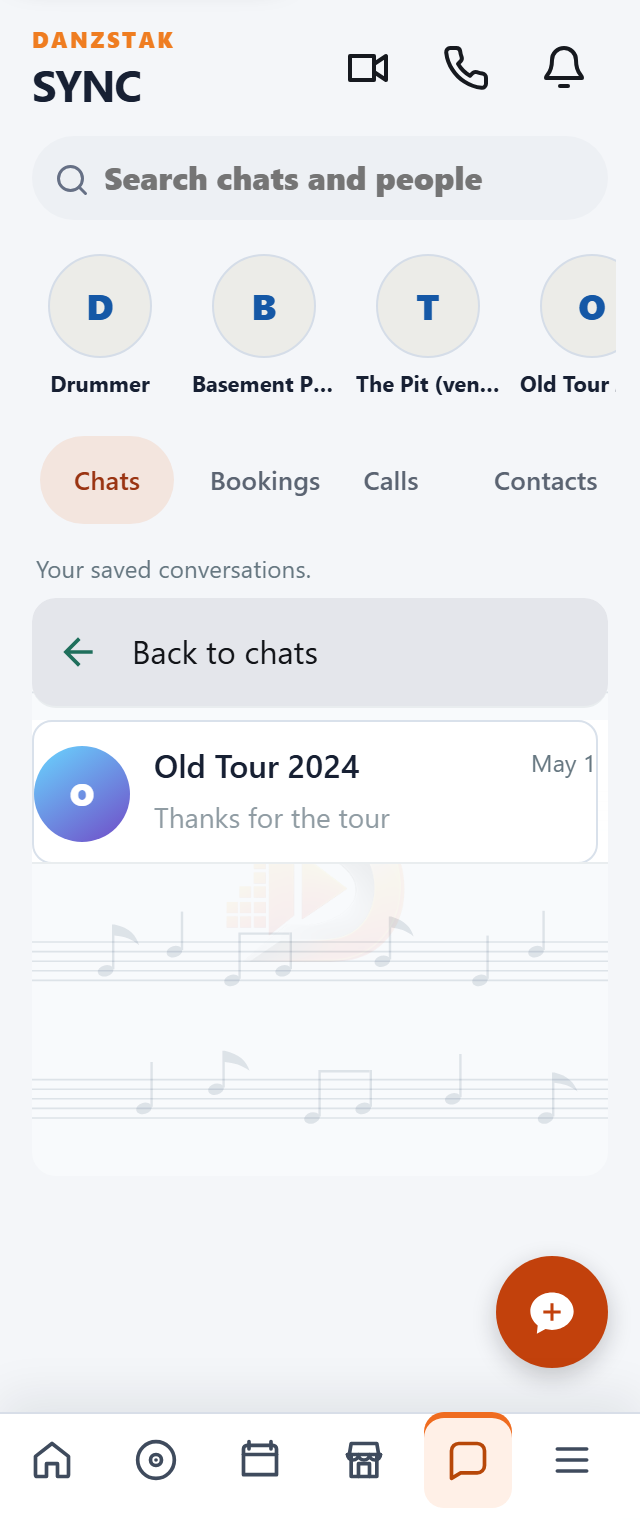 DANZSTAK
SYNC
Search chats and people
D B T O
Drummer Basement P... The Pit (ven... Old Tour
Chats Bookings Calls Contacts
Your saved conversations.
Back to chats
Old Tour 2024 May 1
O
Thanks for the tour